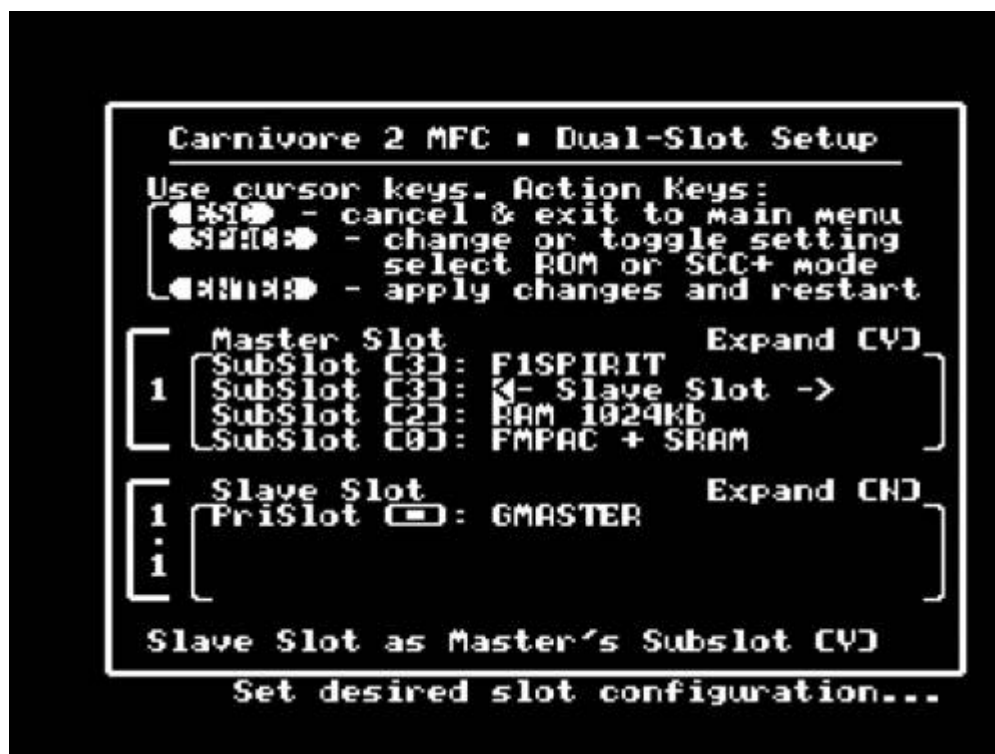 Carnivore 2 MFC ▪ Dual-Slot Setup
Use cursor keys. Action Keys:
[ESC] - cancel & exit to main menu
[SPACE] - change or toggle setting
select ROM or SCC+ mode
[ENTER] - apply changes and restart
Master Slot Expand [Y]
SubSlot [3]: F1SPIRIT
1 SubSlot [3]: <- Slave Slot ->
SubSlot [2]: RAM 1024Kb
SubSlot [0]: FMPAC + SRAM
Slave Slot Expand [N]
1 PriSlot [-]: GMASTER
.
1
Slave Slot as Master's Subslot [Y]
Set desired slot configuration...